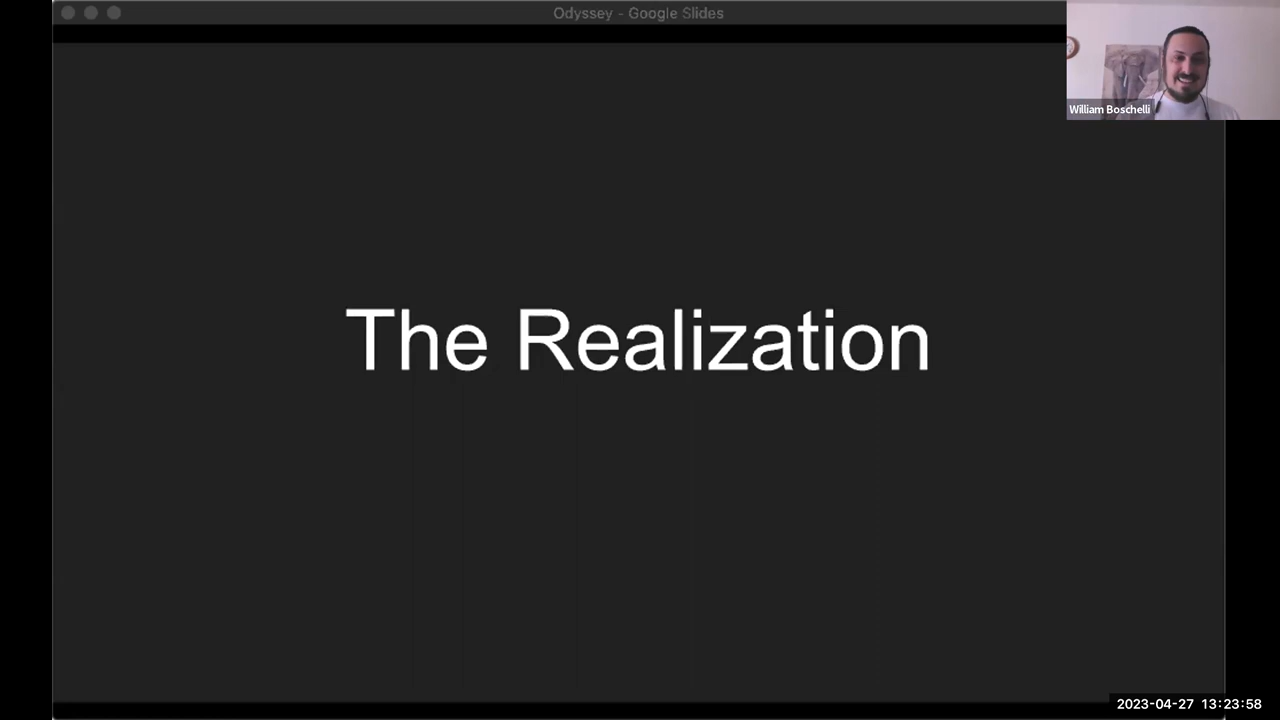 Odyssey - Google Slides
William Boschelli
The Realization
2023-04-27 13:23:58